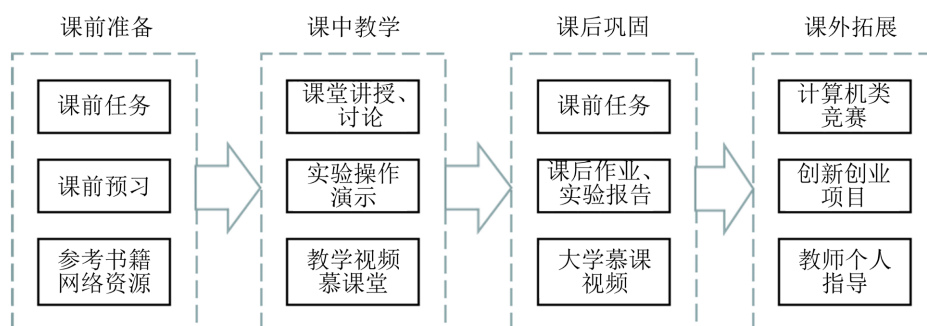 课前准备
课前任务
课前预习
参考书籍
网络资源
课中教学
课堂讲授、
讨论
实验操作
演示
教学视频
慕课堂
课后巩固
课前任务
课后作业、
实验报告
大学慕课
视频
课外拓展
计算机类
竞赛
创新创业
项目
教师个人
指导